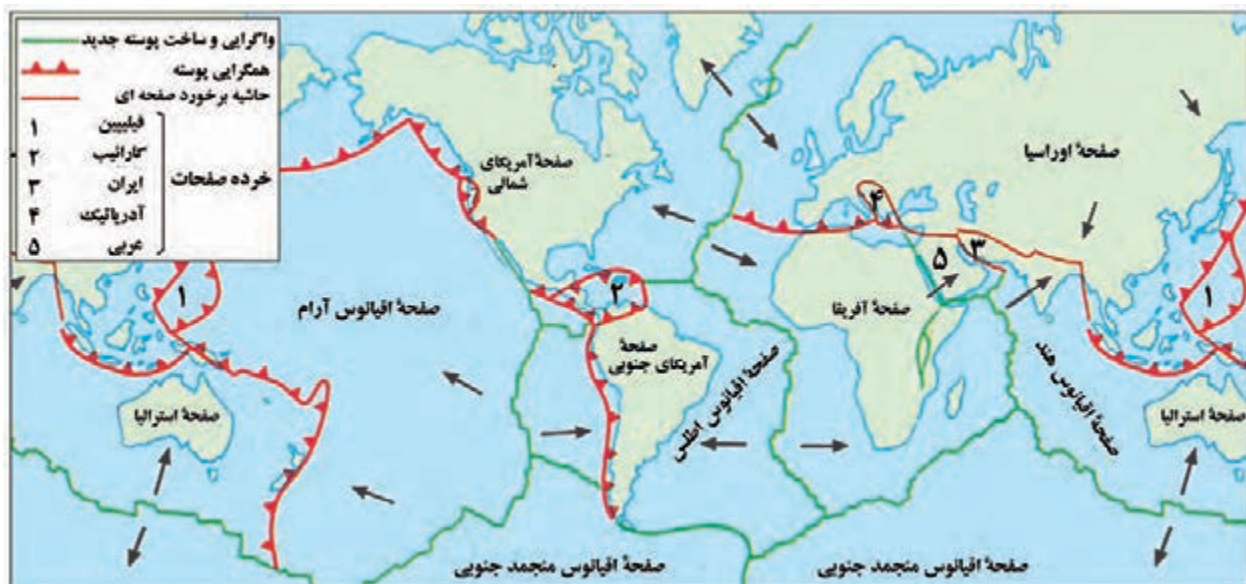 واگرایی و ساخت پوسته جدید
همگرایی پوسته
حاشیه برخورد صفحه ای
خرده صفحات
فیلیپین ۱
کارائیب ۲
ایران ۳
آدریاتیک ۴
عربی ۵
صفحهٔ آمریکای
شمالی
صفحهٔ اوراسیا
۴
۳
۵
۱
۲
۱
صفحهٔ اقیانوس آرام
صفحهٔ آفریقا
صفحهٔ
آمریکای جنوبی
صفحهٔ اقیانوس اطلس
صفحهٔ اقیانوس هند
صفحهٔ استرالیا
صفحهٔ استرالیا
صفحهٔ اقیانوس منجمد جنوبی
صفحهٔ اقیانوس منجمد جنوبی